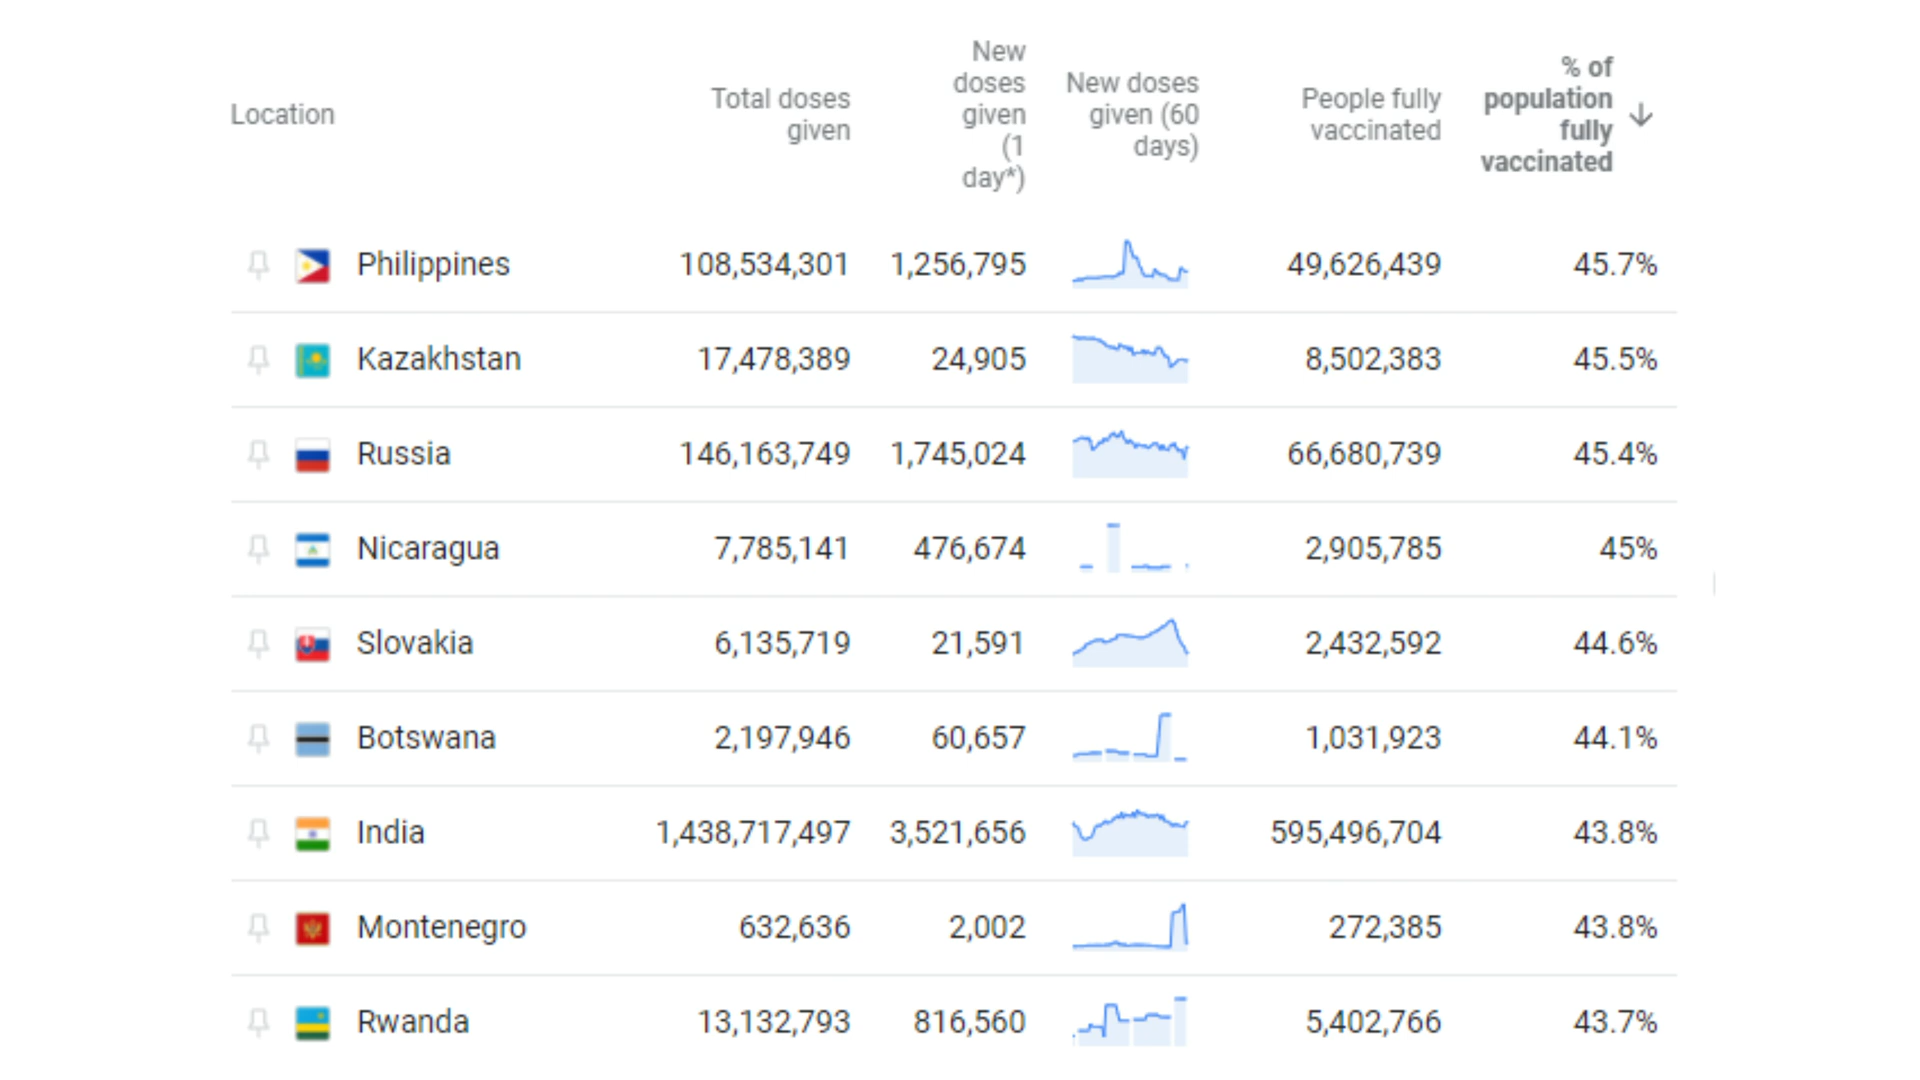 Location
Total doses
given
New
doses
given
(1
day*)
New doses
given (60
days)
People fully
vaccinated
% of
population
fully
vaccinated
Philippines 108,534,301 1,256,795 49,626,439 45.7%
Kazakhstan 17,478,389 24,905 8,502,383 45.5%
Russia 146,163,749 1,745,024 66,680,739 45.4%
Nicaragua 7,785,141 476,674 2,905,785 45%
Slovakia 6,135,719 21,591 2,432,592 44.6%
Botswana 2,197,946 60,657 1,031,923 44.1%
India 1,438,717,497 3,521,656 595,496,704 43.8%
Montenegro 632,636 2,002 272,385 43.8%
Rwanda 13,132,793 816,560 5,402,766 43.7%